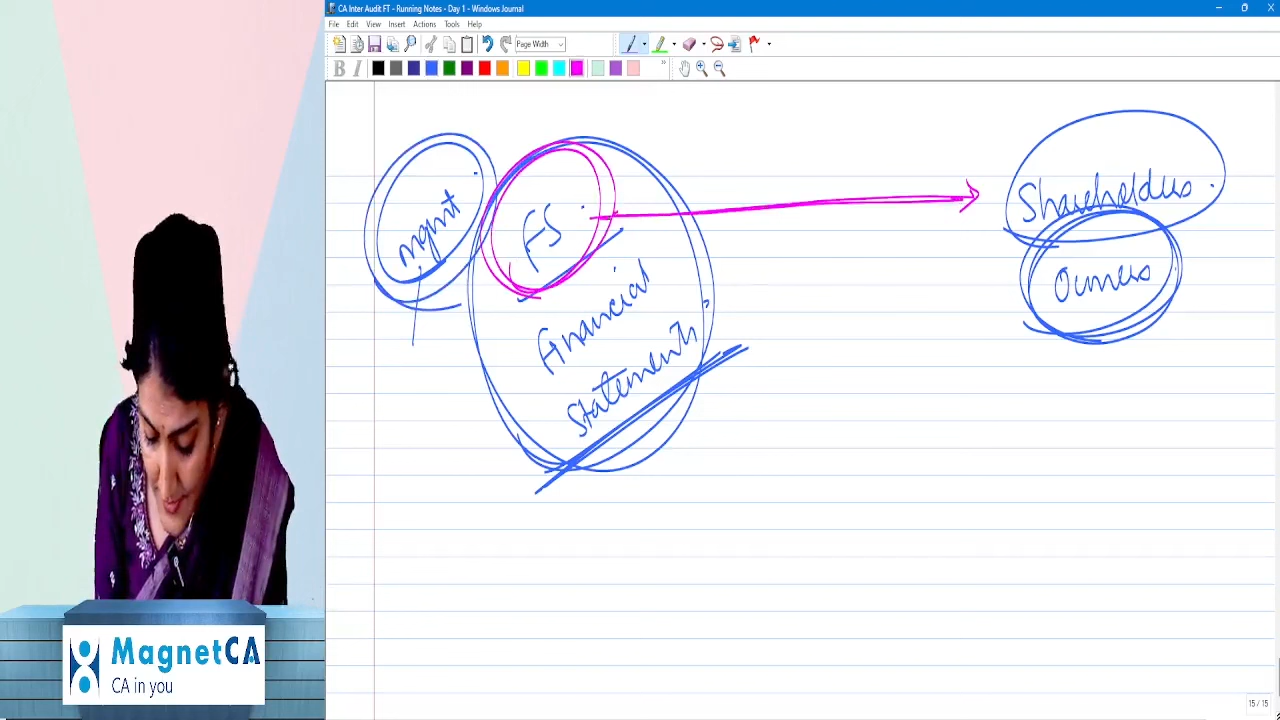 CA Inter Audit FT - Running Notes - Day 1 - Windows Journal
File Edit View Insert Actions Tools Help
Page Width
B I
mgmt
FS
financial
statements
Shareholders.
Owners
MagnetCA
CA in you
15 / 15